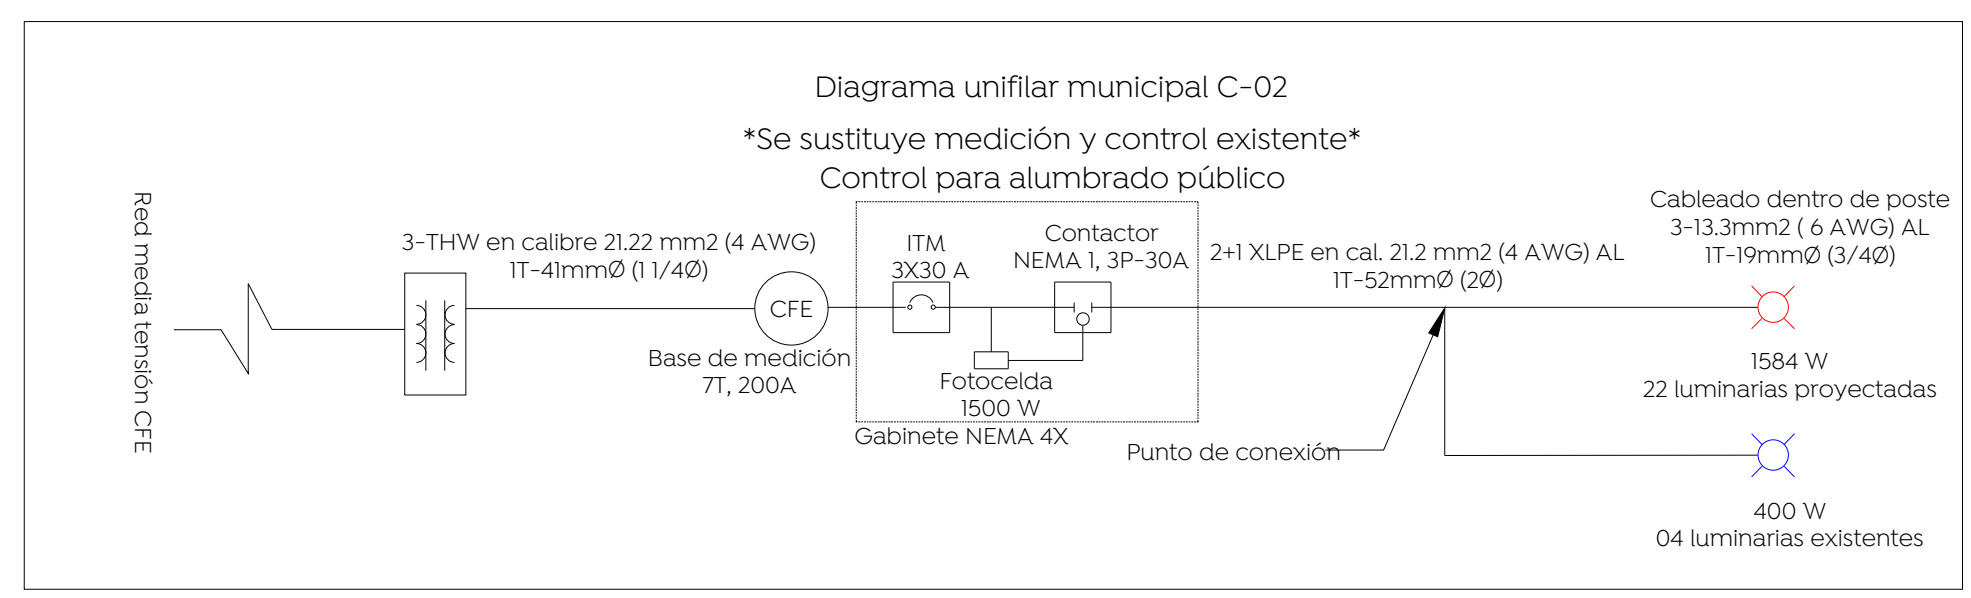 Diagrama unifilar municipal C-02
*Se sustituye medición y control existente*
Control para alumbrado público
Red media tensión CFE
3-THW en calibre 21.22 mm2 (4 AWG)
1T-41mmØ (1 1/4Ø)
CFE
Base de medición
7T, 200A
ITM
3X30 A
Contactor
NEMA 1, 3P-30A
Fotocelda
1500 W
Gabinete NEMA 4X
2+1 XLPE en cal. 21.2 mm2 (4 AWG) AL
1T-52mmØ (2Ø)
Punto de conexión
Cableado dentro de poste
3-13.3mm2 ( 6 AWG) AL
1T-19mmØ (3/4Ø)
1584 W
22 luminarias proyectadas
400 W
04 luminarias existentes